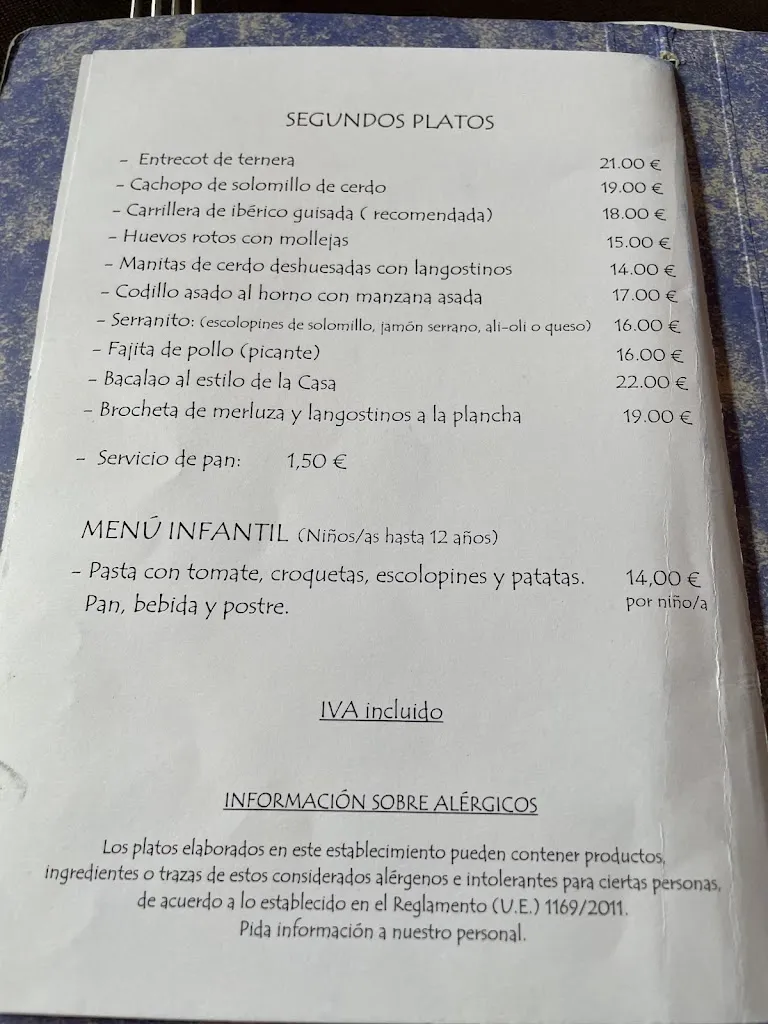 SEGUNDOS PLATOS
- Entrecot de ternera 21.00 €
- Cachopo de solomillo de cerdo 19.00 €
- Carrillera de ibérico guisada ( recomendada) 18.00 €
- Huevos rotos con mollejas 15.00 €
- Manitas de cerdo deshuesadas con langostinos 14.00 €
- Codillo asado al horno con manzana asada 17.00 €
- Serranito: (escolopines de solomillo, jamón serrano, ali-oli o queso) 16.00 €
- Fajita de pollo (picante) 16.00 €
- Bacalao al estilo de la Casa 22.00 €
- Brocheta de merluza y langostinos a la plancha 19.00 €
- Servicio de pan: 1,50 €
MENÚ INFANTIL (Niños/as hasta 12 años)
- Pasta con tomate, croquetas, escolopines y patatas. 14,00 €
Pan, bebida y postre. por niño/a
IVA incluido
INFORMACIÓN SOBRE ALÉRGICOS
Los platos elaborados en este establecimiento pueden contener productos,
ingredientes o trazas de estos considerados alérgenos e intolerantes para ciertas personas,
de acuerdo a lo establecido en el Reglamento (U.E.) 1169/2011.
Pida información a nuestro personal.